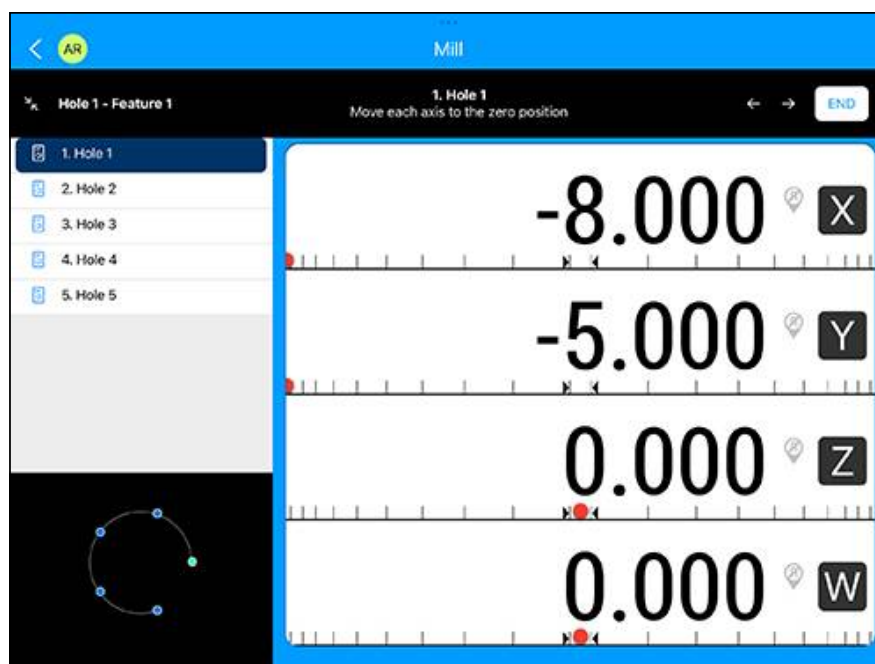 AR
Mill
Hole 1 - Feature 1
1. Hole 1
Move each axis to the zero position
END
1. Hole 1
2. Hole 2
3. Hole 3
4. Hole 4
5. Hole 5
-8.000 X
-5.000 Y
0.000 Z
0.000 W